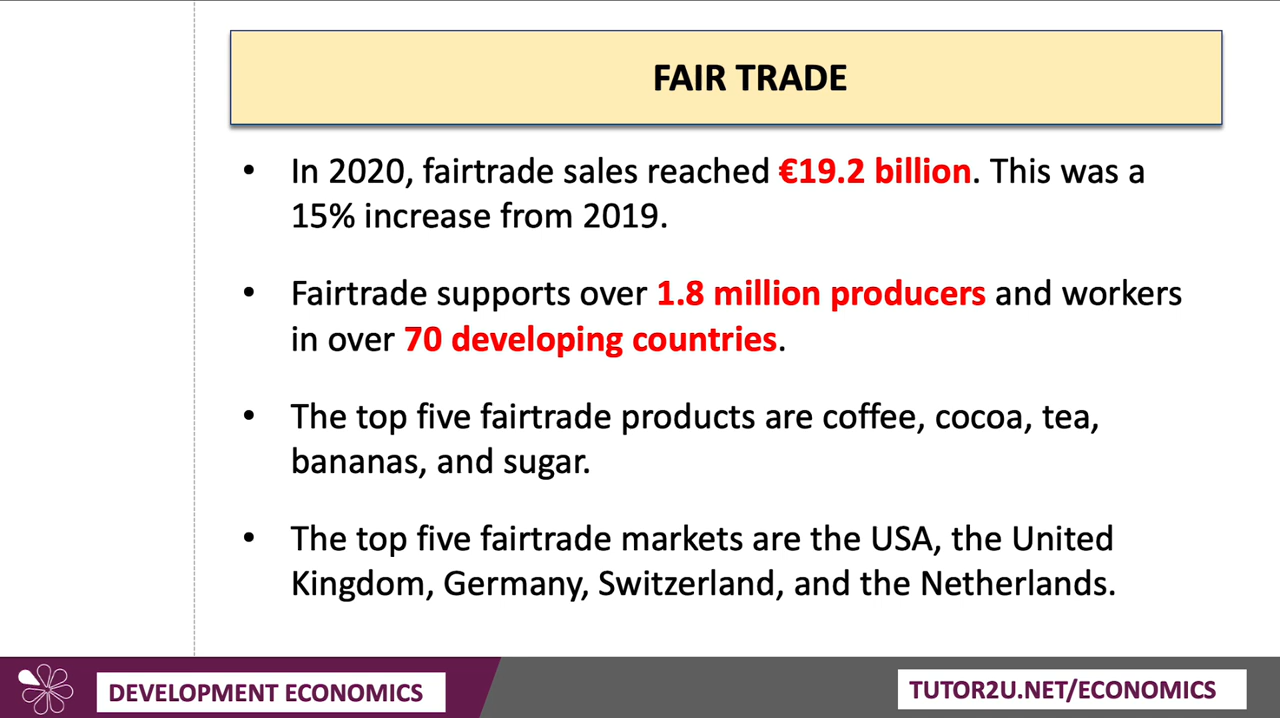 FAIR TRADE
• In 2020, fairtrade sales reached €19.2 billion. This was a
15% increase from 2019.
• Fairtrade supports over 1.8 million producers and workers
in over 70 developing countries.
• The top five fairtrade products are coffee, cocoa, tea,
bananas, and sugar.
• The top five fairtrade markets are the USA, the United
Kingdom, Germany, Switzerland, and the Netherlands.
DEVELOPMENT ECONOMICS
TUTOR2U.NET/ECONOMICS